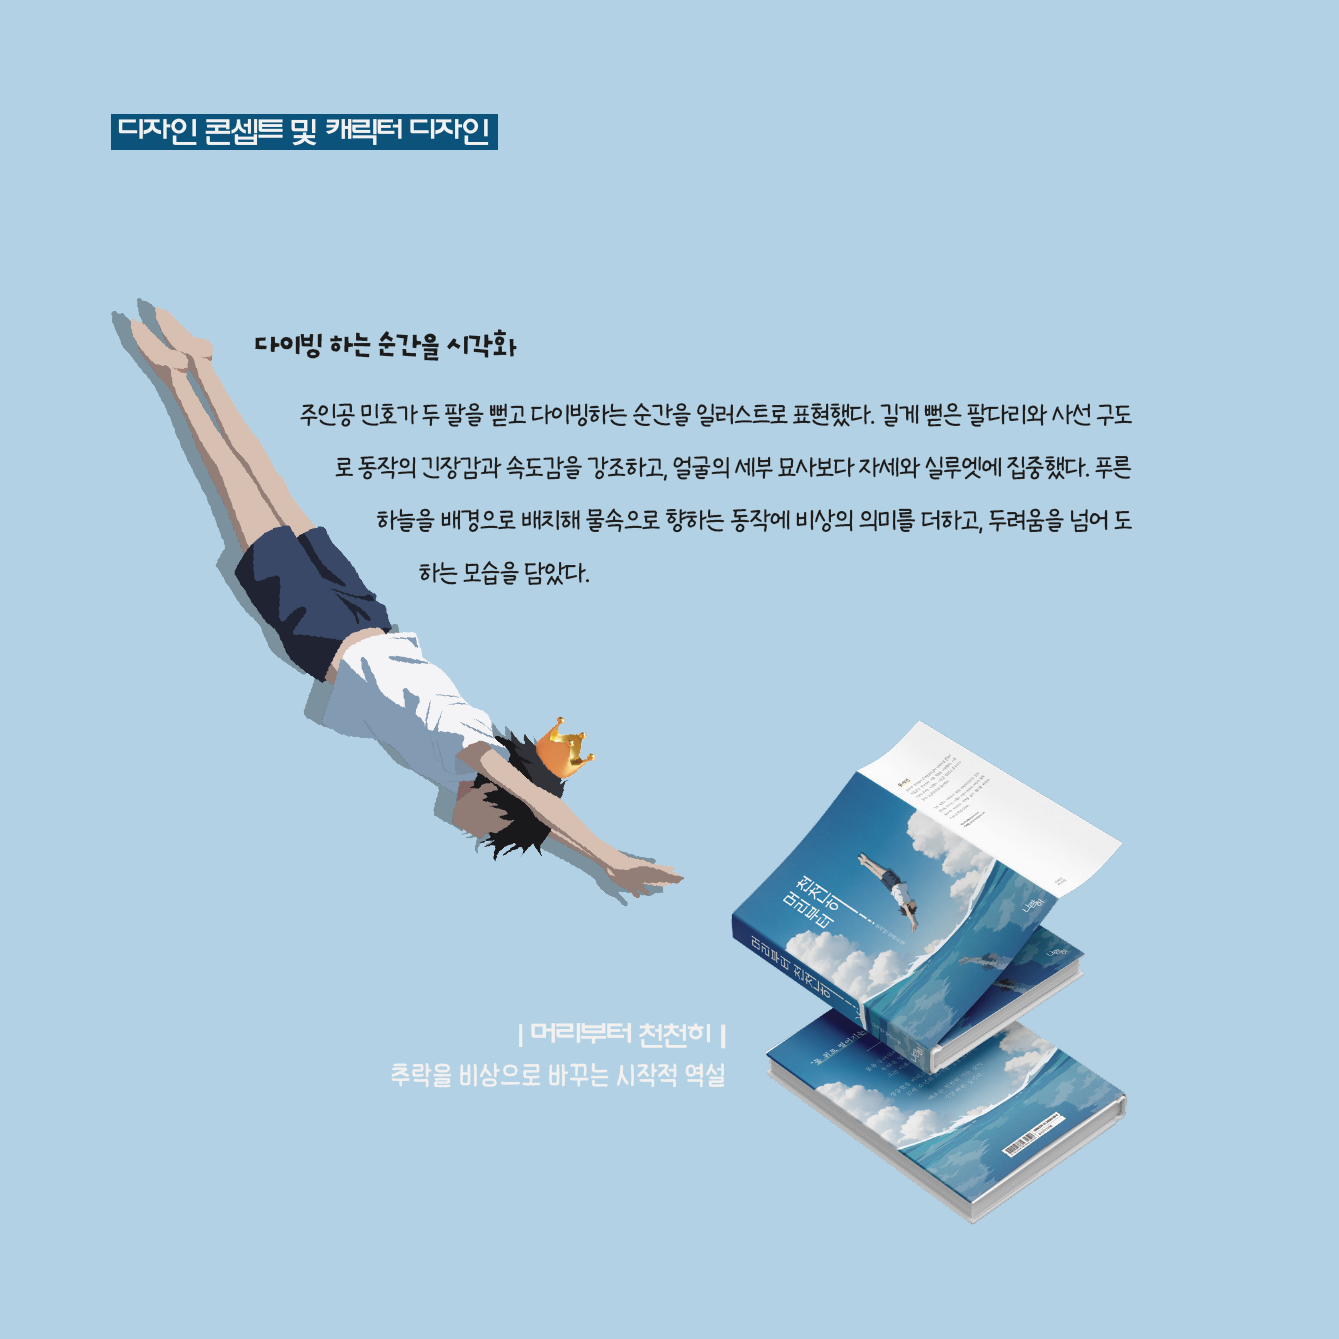 디자인 콘셉트 및 캐릭터 디자인
다이빙 하는 순간을 시각화
주인공 민호가 두 팔을 뻗고 다이빙하는 순간을 일러스트로 표현했다. 길게 뻗은 팔다리와 사선 구도
로 동작의 긴장감과 속도감을 강조하고, 얼굴의 세부 묘사보다 자세와 실루엣에 집중했다. 푸른
하늘을 배경으로 배치해 물속으로 향하는 동작에 비상의 의미를 더하고, 두려움을 넘어 도
하는 모습을 담았다.
천천히
머리부터
머리부터 천천히
| 머리부터 천천히 |
추락을 비상으로 바꾸는 시작적 역설